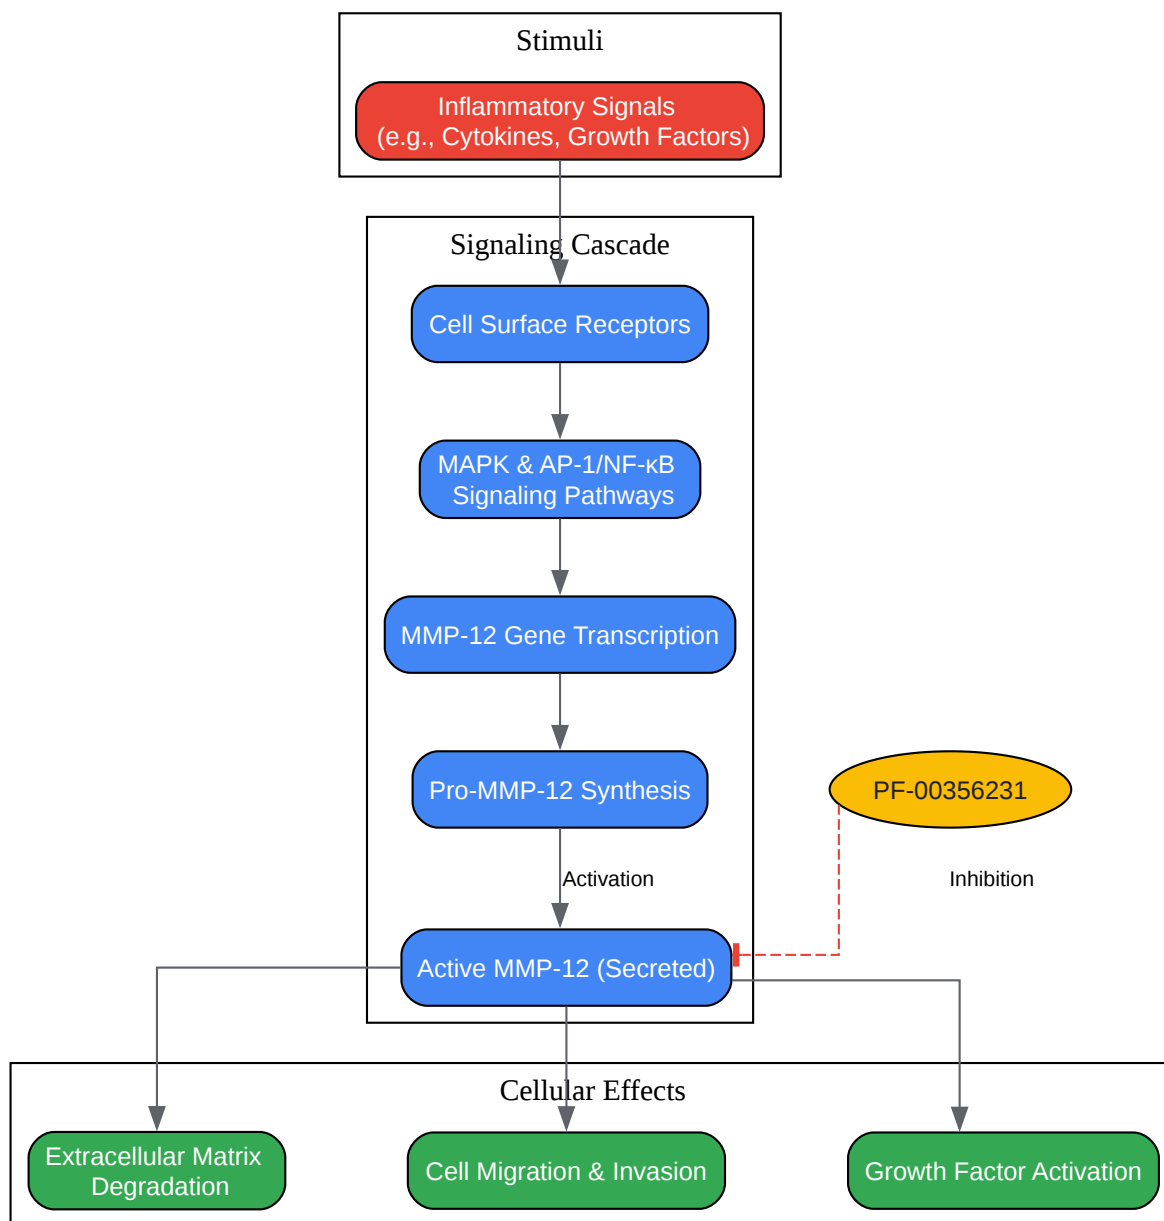 Stimuli
Inflammatory Signals
(e.g., Cytokines, Growth Factors)
Signaling Cascade
Cell Surface Receptors
MAPK & AP-1/NF-κB
Signaling Pathways
MMP-12 Gene Transcription
Pro-MMP-12 Synthesis
PF-00356231
Activation
Inhibition
Active MMP-12 (Secreted)
Cellular Effects
Extracellular Matrix
Degradation
Cell Migration & Invasion
Growth Factor Activation